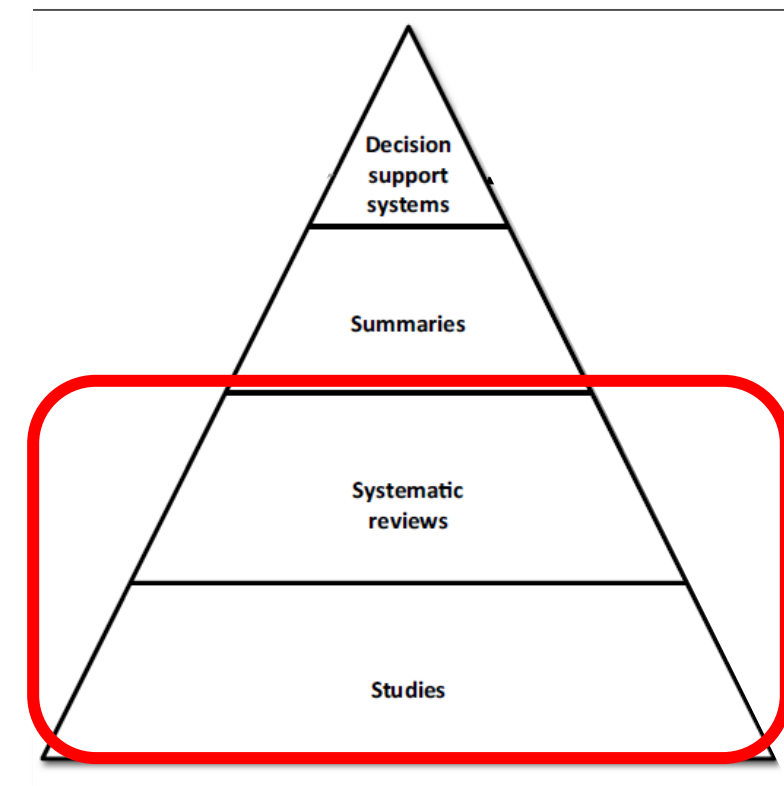 Decision
support
systems
Summaries
Systematic
reviews
Studies